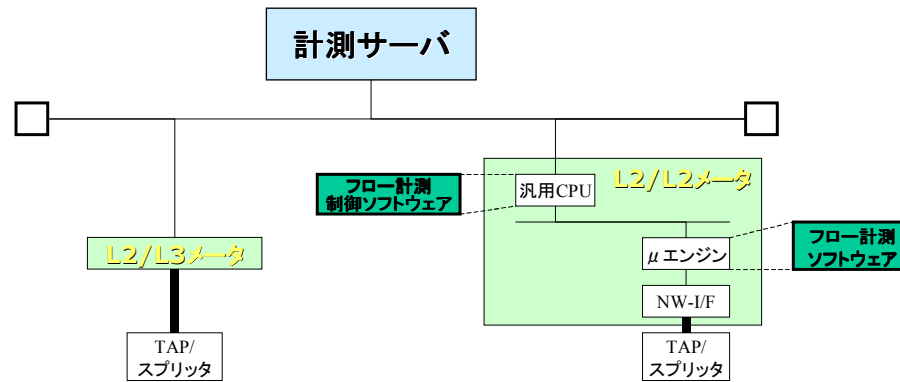 計測サーバ
フロー計測
制御ソフトウェア
汎用CPU
L2/L2メータ
L2/L3メータ
μエンジン
フロー計測
ソフトウェア
NW-I/F
TAP/
スプリッタ
TAP/
スプリッタ